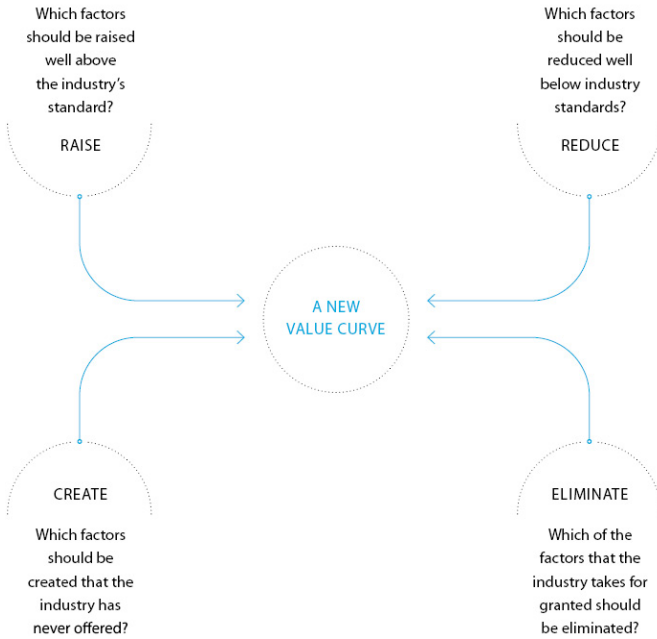 Which factors
should be raised
well above
the industry’s
standard?
RAISE
Which factors
should be
reduced well
below industry
standards?
REDUCE
A NEW
VALUE CURVE
CREATE
Which factors
should be
created that the
industry has
never offered?
ELIMINATE
Which of the
factors that the
industry takes for
granted should
be eliminated?